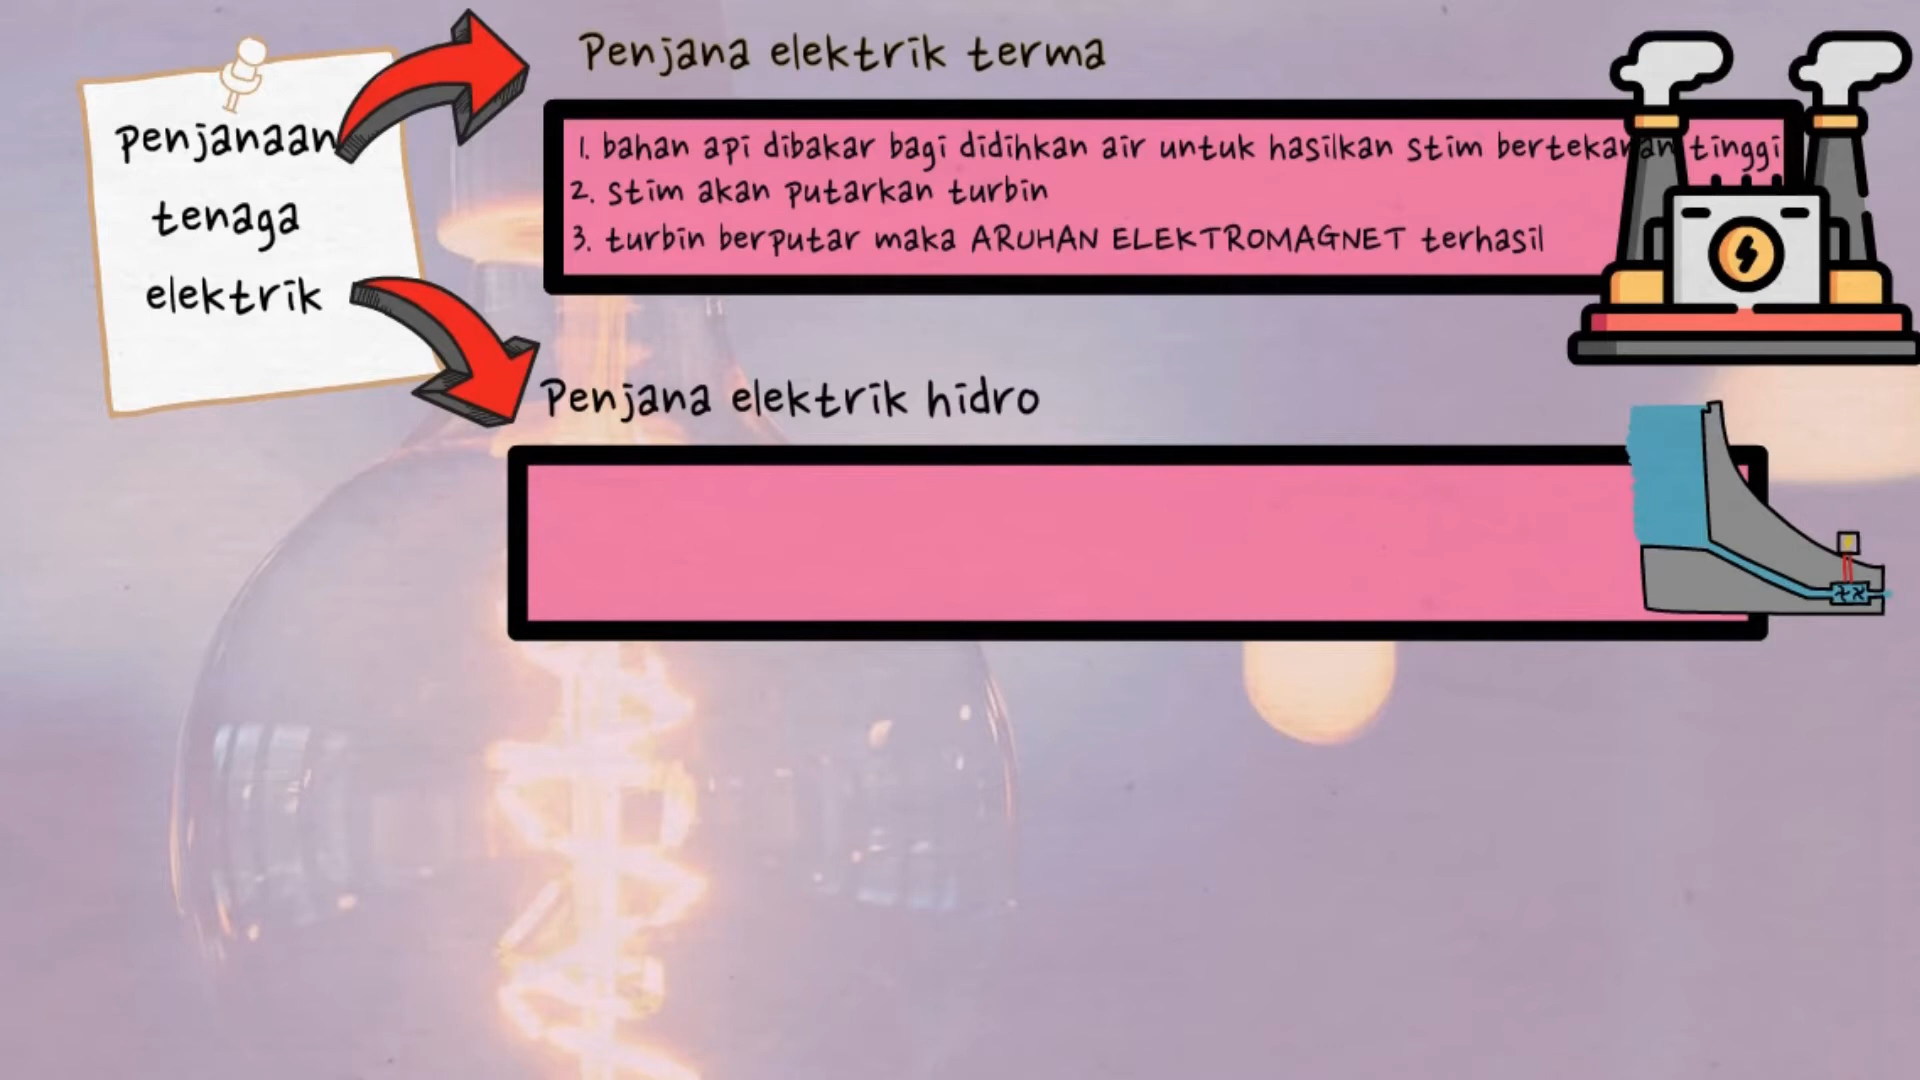 Penjanaan
tenaga
elektrik
Penjana elektrik terma
1. bahan api dibakar bagi didihkan air untuk hasilkan stim bertekanan tinggi
2. stim akan putarkan turbin
3. turbin berputar maka ARUHAN ELEKTROMAGNET terhasil
Penjana elektrik hidro